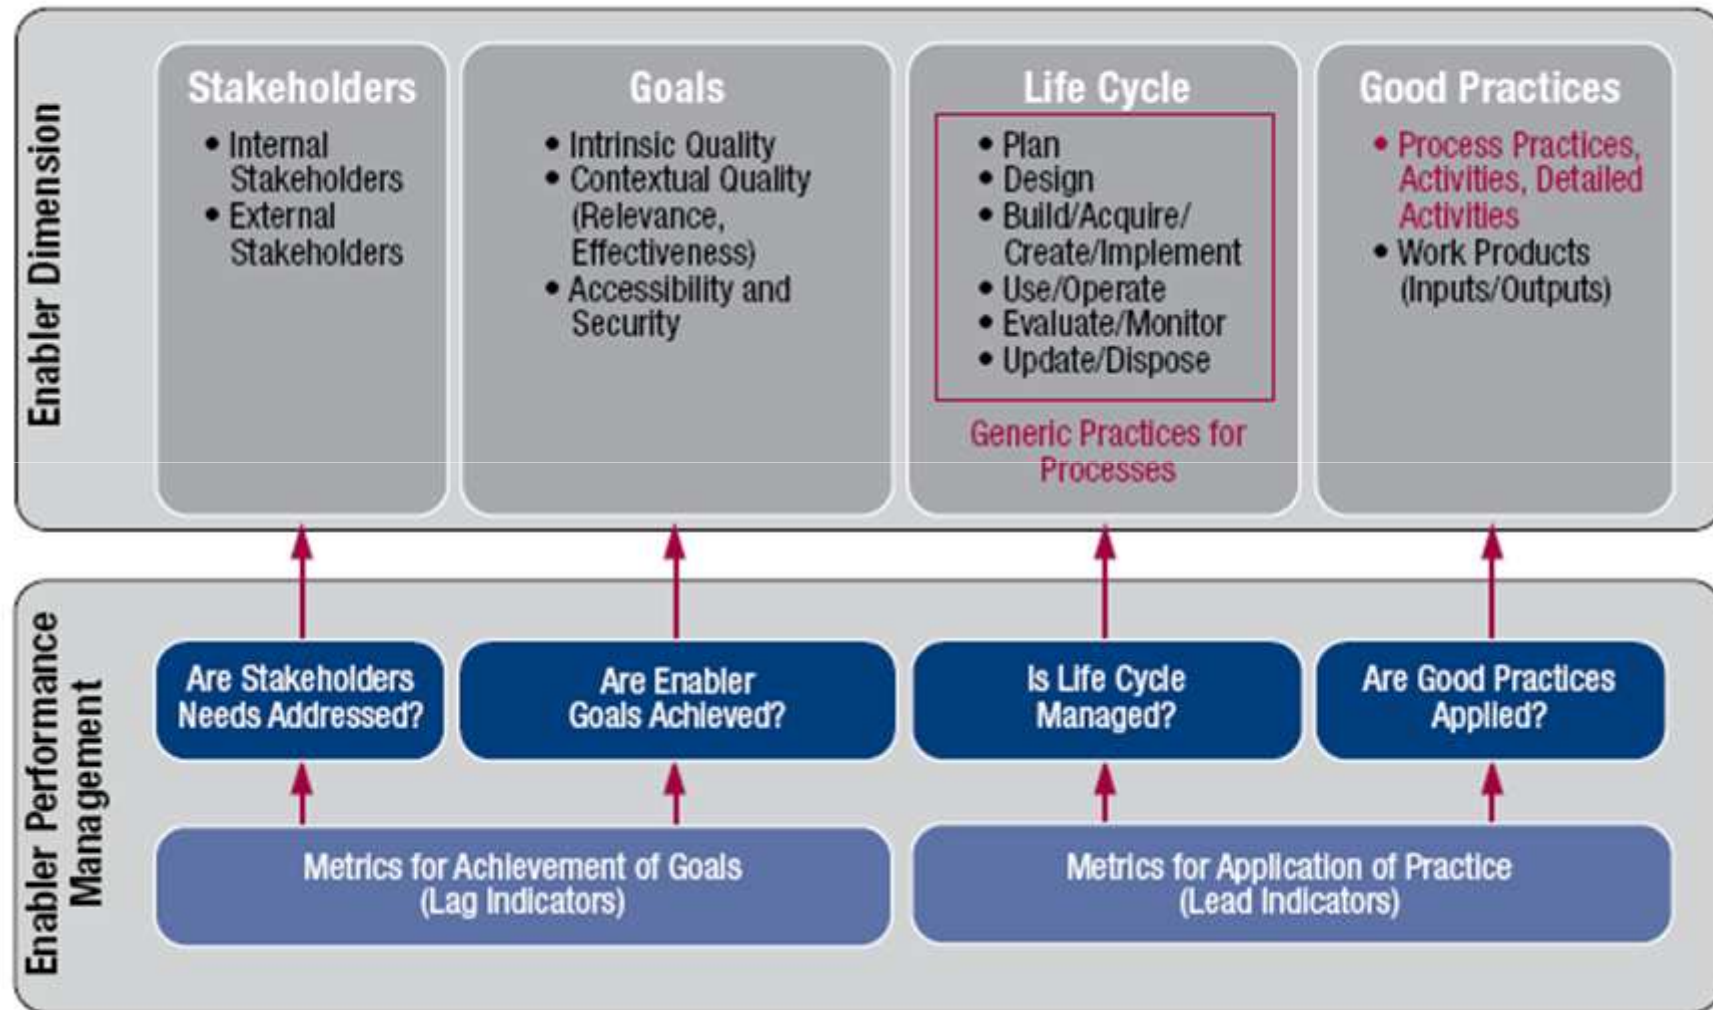 Enabler Dimension
Stakeholders
• Internal
Stakeholders
• External
Stakeholders
Goals
• Intrinsic Quality
• Contextual Quality
(Relevance,
Effectiveness)
• Accessibility and
Security
Life Cycle
• Plan
• Design
• Build/Acquire/
Create/Implement
• Use/Operate
• Evaluate/Monitor
• Update/Dispose
Generic Practices for
Processes
Good Practices
• Process Practices,
Activities, Detailed
Activities
• Work Products
(Inputs/Outputs)
Enabler Performance
Management
Are Stakeholders
Needs Addressed?
Are Enabler
Goals Achieved?
Is Life Cycle
Managed?
Are Good Practices
Applied?
Metrics for Achievement of Goals
(Lag Indicators)
Metrics for Application of Practice
(Lead Indicators)